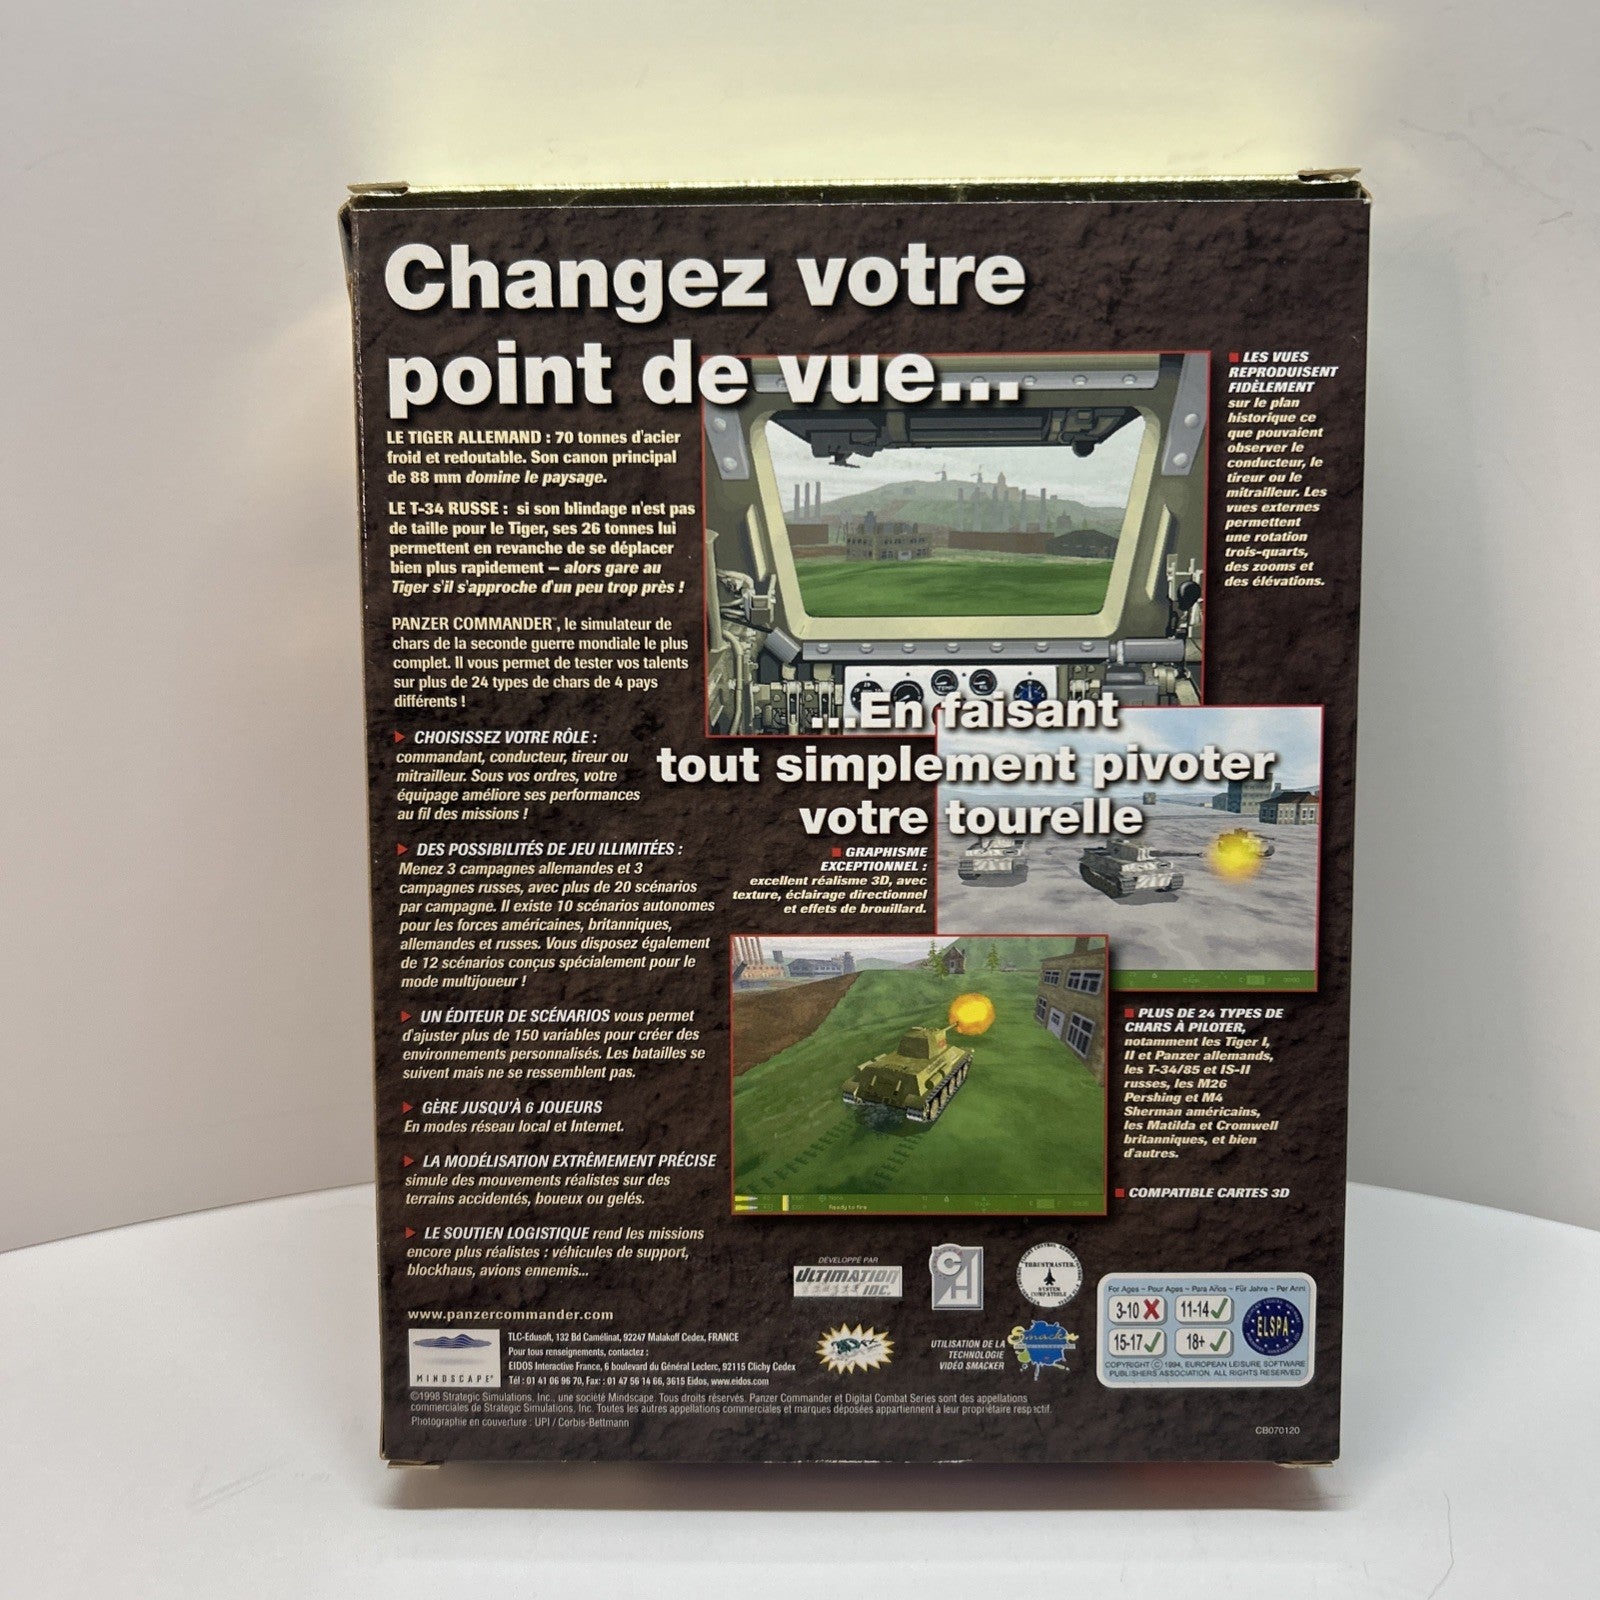 Changez votre
point de vue...
LE TIGER ALLEMAND : 70 tonnes d'acier
froid et redoutable. Son canon principal
de 88 mm domine le paysage.
LE T-34 RUSSE : si son blindage n'est pas
de taille pour le Tiger, ses 26 tonnes lui
permettent en revanche de se déplacer
bien plus rapidement – alors gare au
Tiger s'il s'approche d'un peu trop près !
PANZER COMMANDER™, le simulateur de
chars de la seconde guerre mondiale le plus
complet. Il vous permet de tester vos talents
sur plus de 24 types de chars de 4 pays
différents !
CHOISISSEZ VOTRE RÔLE :
commandant, conducteur, tireur ou
mitrailleur. Sous vos ordres, votre
équipage améliore ses performances
au fil des missions !
DES POSSIBILITÉS DE JEU ILLIMITÉES :
Menez 3 campagnes allemandes et 3
campagnes russes, avec plus de 20 scénarios
par campagne. Il existe 10 scénarios autonomes
pour les forces américaines, britanniques,
allemandes et russes. Vous disposez également
de 12 scénarios conçus spécialement pour le
mode multijoueur !
UN ÉDITEUR DE SCÉNARIOS vous permet
d'ajuster plus de 150 variables pour créer des
environnements personnalisés. Les batailles se
suivent mais ne se ressemblent pas.
GÈRE JUSQU'À 6 JOUEURS
En modes réseau local et Internet.
LA MODÉLISATION EXTRÊMEMENT PRÉCISE
simule des mouvements réalistes sur des
terrains accidentés, boueux ou gelés.
LE SOUTIEN LOGISTIQUE rend les missions
encore plus réalistes : véhicules de support,
blockhaus, avions ennemis...
LES VUES
REPRODUISENT
FIDÈLEMENT
sur le plan
historique ce
que pouvaient
observer le
conducteur, le
tireur ou le
mitrailleur. Les
vues externes
permettent
une rotation
trois-quarts,
des zooms et
des élévations.
...En faisant
tout simplement pivoter
votre tourelle
GRAPHISME
EXCEPTIONNEL :
excellent réalisme 3D, avec
texture, éclairage directionnel
et effets de brouillard.
Ready to fire
PLUS DE 24 TYPES DE
CHARS À PILOTER,
notamment les Tiger I,
II et Panzer allemands,
les T-34/85 et IS-II
russes, les M26
Pershing et M4
Sherman américains,
les Matilda et Cromwell
britanniques, et bien
d'autres.
COMPATIBLE CARTES 3D
DÉVELOPPÉ PAR
ULTIMATION
INC.
CH
THRUSTMASTER
SYSTEM
COMPATIBLE
www.panzercommander.com
MINDSCAPE
TLC-Edusoft, 132 Bd Camélinat, 92247 Malakoff Cedex, FRANCE
Pour tous renseignements, contactez :
EIDOS Interactive France, 6 boulevard du Général Leclerc, 92115 Clichy Cedex
Tél : 01 41 06 96 70, Fax: : 01 47 56 14 66, 3615 Eidos, www.eidos.com
UTILISATION DE LA
TECHNOLOGIE
VIDÉO SMACKER
Smacker
For Ages ~ Pour Ages ~ Para Años ~ Für Jahre ~ Per Anni
3-10 11-14
15-17 18+
ELSPA
COPYRIGHT © 1994, EUROPEAN LEISURE SOFTWARE
PUBLISHERS ASSOCIATION. ALL RIGHTS RESERVED
©1998 Strategic Simulations, Inc., une société Mindscape. Tous droits réservés. Panzer Commander et Digital Combat Series sont des appellations
commerciales de Strategic Simulations, Inc. Toutes les autres appellations commerciales et marques déposées appartiennent à leur propriétaire respectif.
Photographie en couverture : UPI / Corbis-Bettmann
CB070120